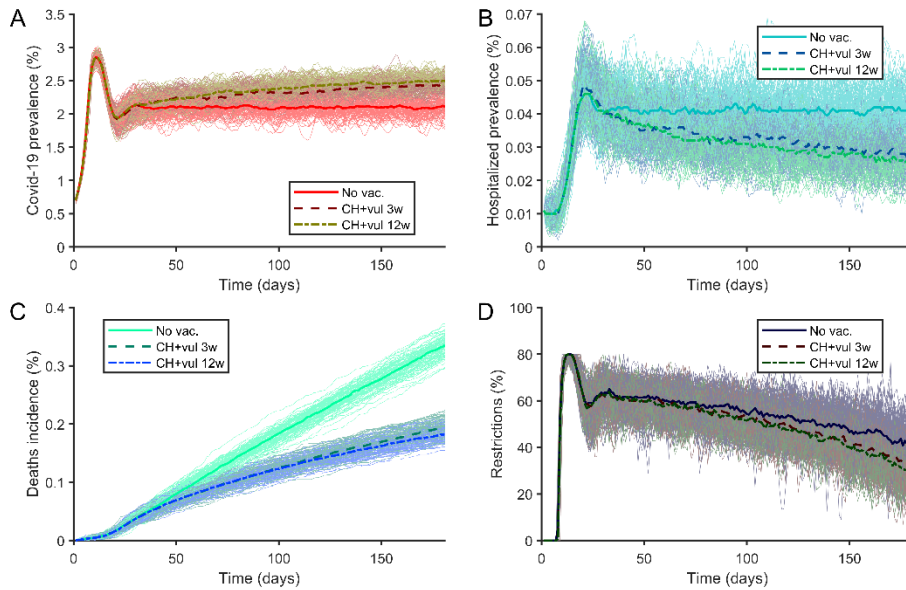 A
Covid-19 prevalence (%)
3.5
3
2.5
2
1.5
1
0.5
0
0
50
100
150
Time (days)
No vac.
CH+vul 3w
CH+vul 12w
B
Hospitalized prevalence (%)
0.07
0.06
0.05
0.04
0.03
0.02
0.01
0
0
50
100
150
Time (days)
No vac.
CH+vul 3w
CH+vul 12w
C
Deaths incidence (%)
0.4
0.3
0.2
0.1
0
0
50
100
150
Time (days)
No vac.
CH+vul 3w
CH+vul 12w
D
Restrictions (%)
100
80
60
40
20
0
0
50
100
150
Time (days)
No vac.
CH+vul 3w
CH+vul 12w